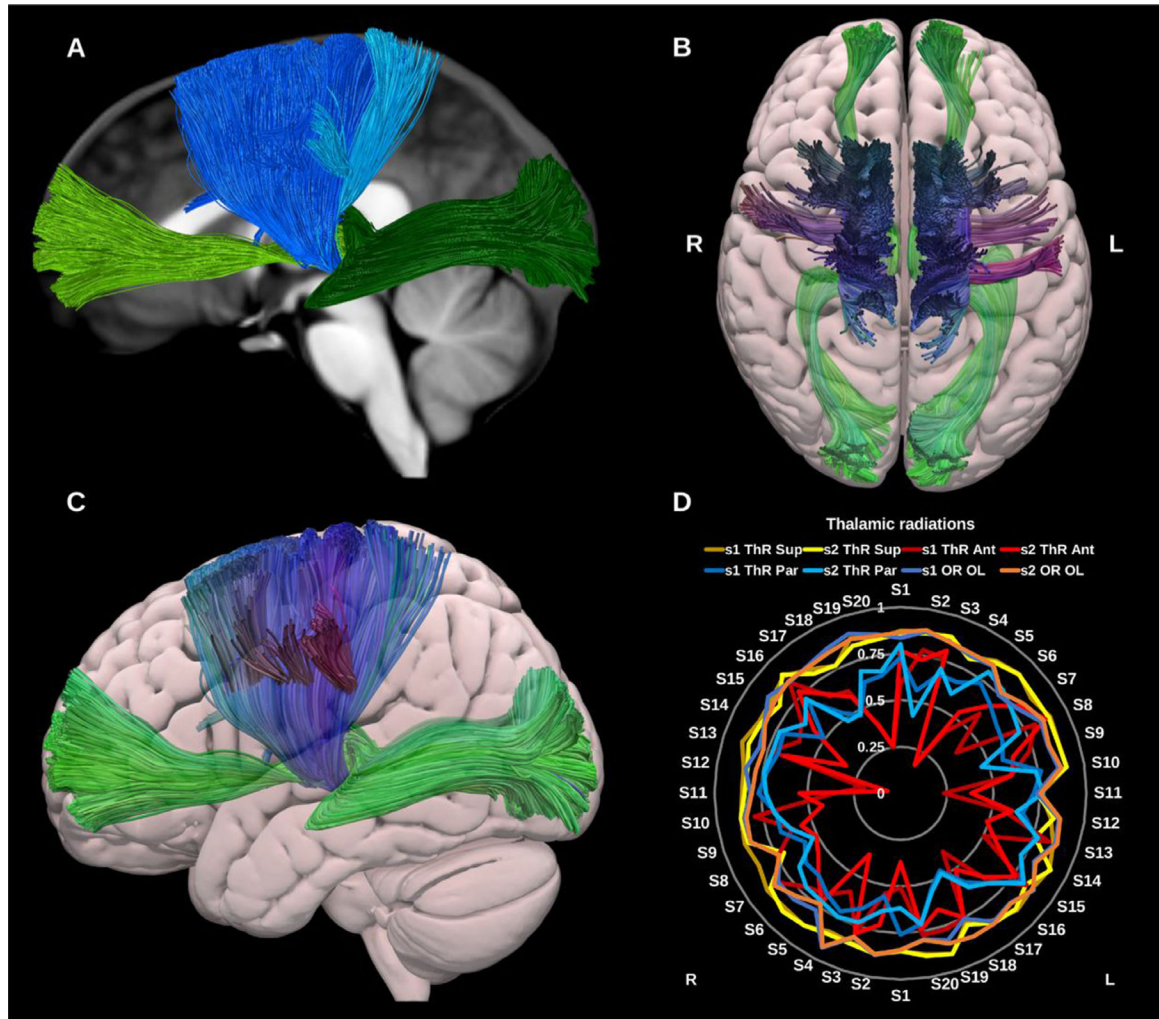 A
B
R
L
C
D
Thalamic radiations
s1 ThR Sup s2 ThR Sup s1 ThR Ant s2 ThR Ant
s1 ThR Par s2 ThR Par s1 OR OL s2 OR OL
S1
S2
S3
S4
S5
S6
S7
S8
S9
S10
S11
S12
S13
S14
S15
S16
S17
S18
S19
S20
S1
S2
S3
S4
S5
S6
S7
S8
S9
S10
S11
S12
S13
S14
S15
S16
S17
S18
S19
S20
1
0.75
0.5
0.25
0
R
L